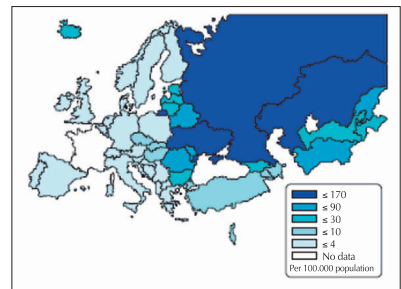 ≤ 170
≤ 90
≤ 30
≤ 10
≤ 4
No data
Per 100.000 population